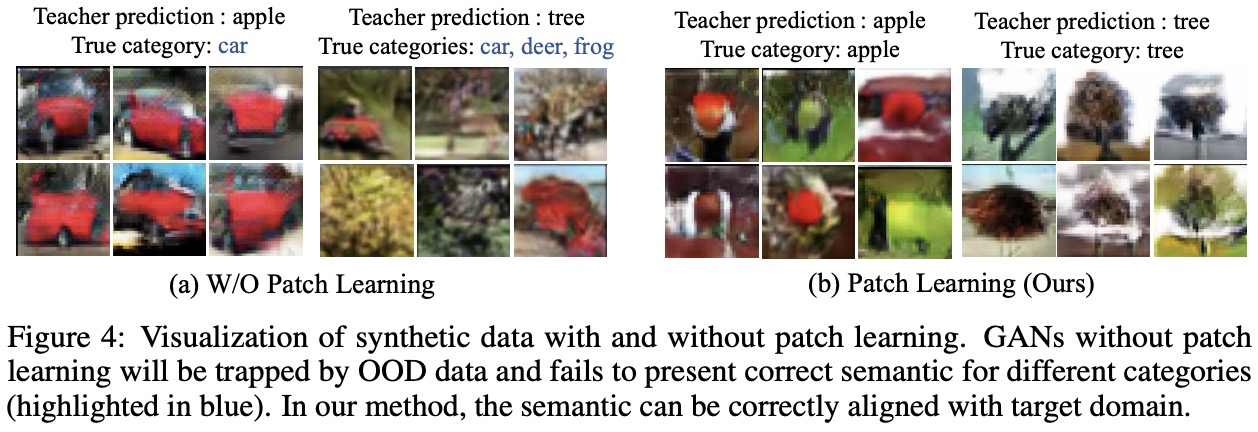 Teacher prediction : apple
True category: car
Teacher prediction : tree
True categories: car, deer, frog
Teacher prediction : apple
True category: apple
Teacher prediction : tree
True category: tree
(a) W/O Patch Learning
(b) Patch Learning (Ours)
Figure 4: Visualization of synthetic data with and without patch learning. GANs without patch
learning will be trapped by OOD data and fails to present correct semantic for different categories
(highlighted in blue). In our method, the semantic can be correctly aligned with target domain.